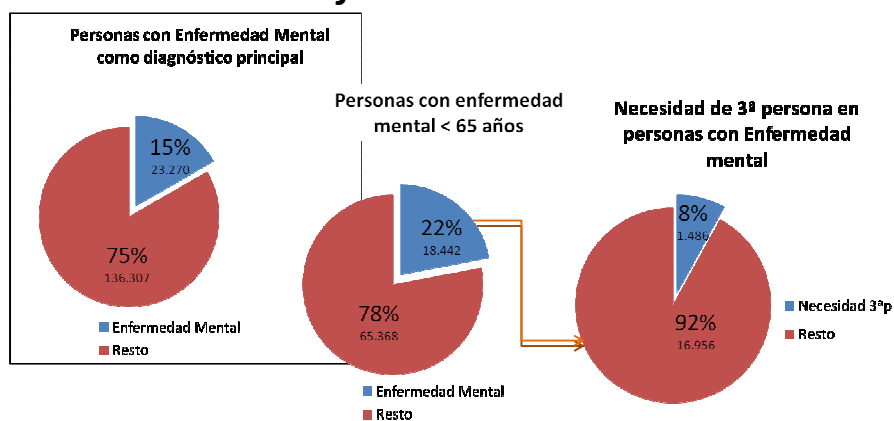 Personas con Enfermedad Mental
como diagnóstico principal
15%
23.270
75%
136.307
Enfermedad Mental
Resto
Personas con enfermedad
mental < 65 años
22%
18.442
78%
65.368
Enfermedad Mental
Resto
Necesidad de 3ª persona en
personas con Enfermedad
mental
8%
1.486
92%
16.956
Necesidad 3ªp
Resto